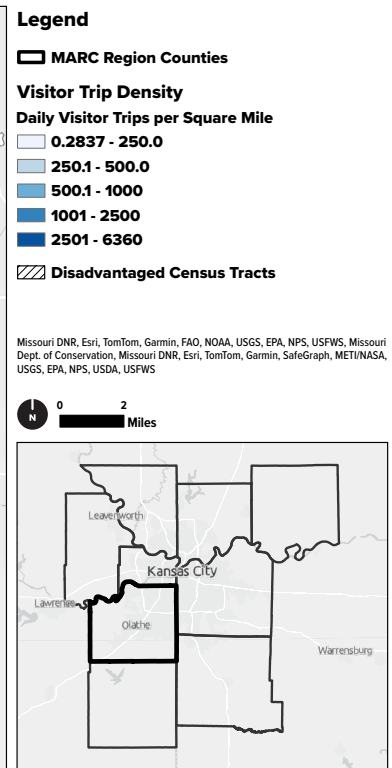 Legend
MARC Region Counties
Visitor Trip Density
Daily Visitor Trips per Square Mile
0.2837 - 250.0
250.1 - 500.0
500.1 - 1000
1001 - 2500
2501 - 6360
Disadvantaged Census Tracts
Missouri DNR, Esri, TomTom, Garmin, FAO, NOAA, USGS, EPA, NPS, USFWS, Missouri
Dept. of Conservation, Missouri DNR, Esri, TomTom, Garmin, SafeGraph, METI/NASA,
USGS, EPA, NPS, USDA, USFWS
N
0 2
Miles
Leavenworth
Kansas City
Lawrence
Olathe
Warrensburg